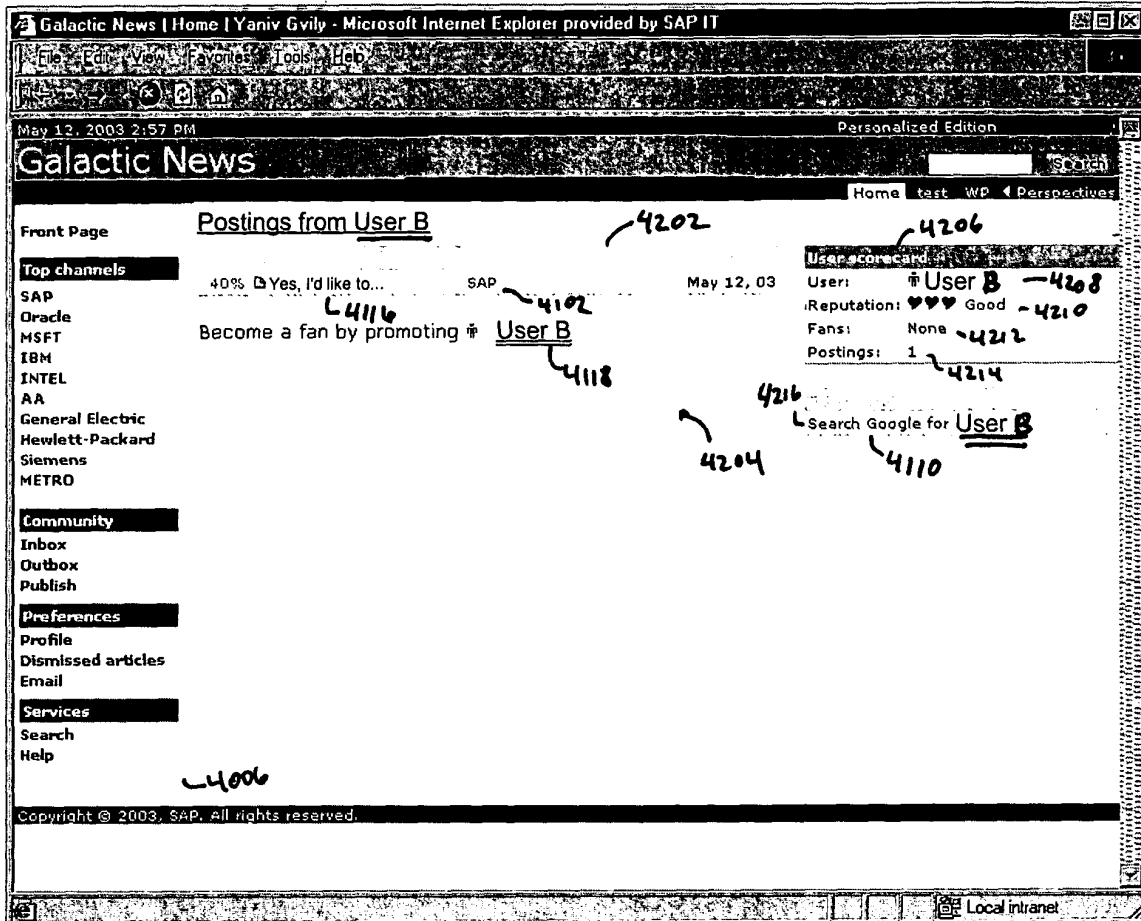 Galactic News | Home | Yaniv Gvily - Microsoft Internet Explorer provided by SAP IT
File Edit View Favorites Tools Help
May 12, 2003 2:57 PM Personalized Edition
Galactic News Search
Home test WP Perspectives
Front Page
Top channels
SAP
Oracle
MSFT
IBM
INTEL
AA
General Electric
Hewlett-Packard
Siemens
METRO
Community
Inbox
Outbox
Publish
Preferences
Profile
Dismissed articles
Email
Services
Search
Help
4006
Postings from User B 4202
40% Yes, I'd like to... SAP May 12, 03
4116 4102
Become a fan by promoting User B
4118
4204
4206
User scorecard
User: User B 4208
Reputation: Good 4210
Fans: None 4212
Postings: 1 4214
4216
Search Google for User B
4110
Copyright © 2003, SAP. All rights reserved.
Local intranet